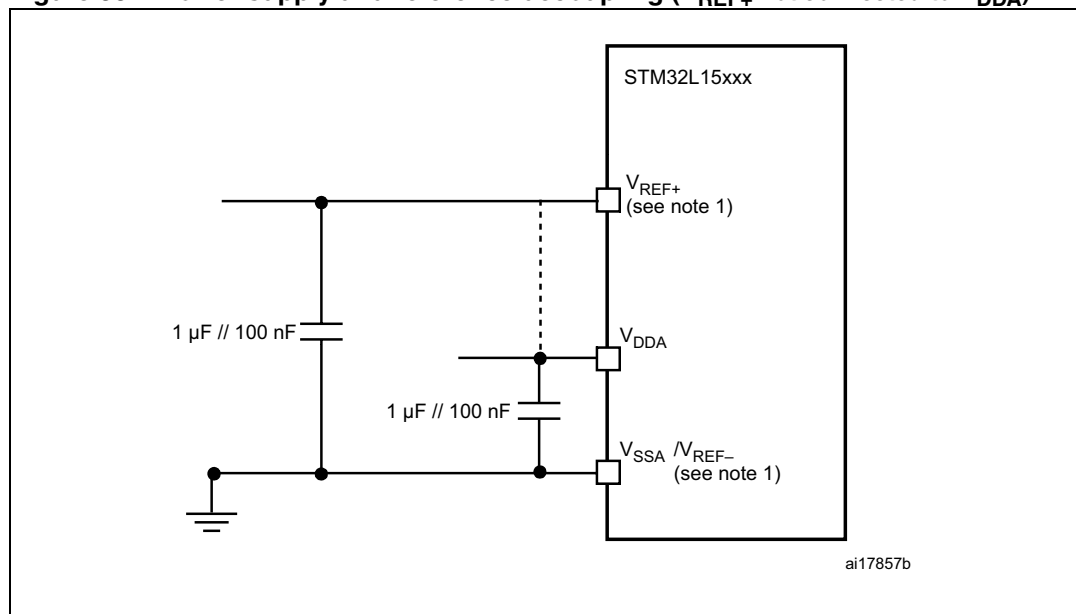 STM32L15xxx
VREF+
(see note 1)
1 µF // 100 nF
VDDA
1 µF // 100 nF
VSSA /VREF–
(see note 1)
ai17857b